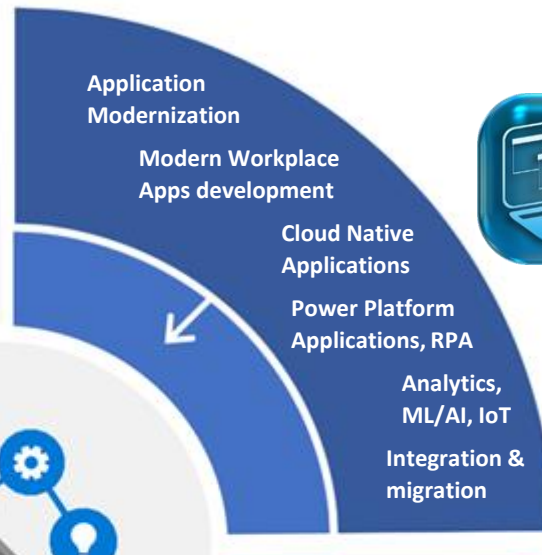 Application
Modernization
Modern Workplace
Apps development
Cloud Native
Applications
Power Platform
Applications, RPA
Analytics,
ML/AI, IoT
Integration &
migration